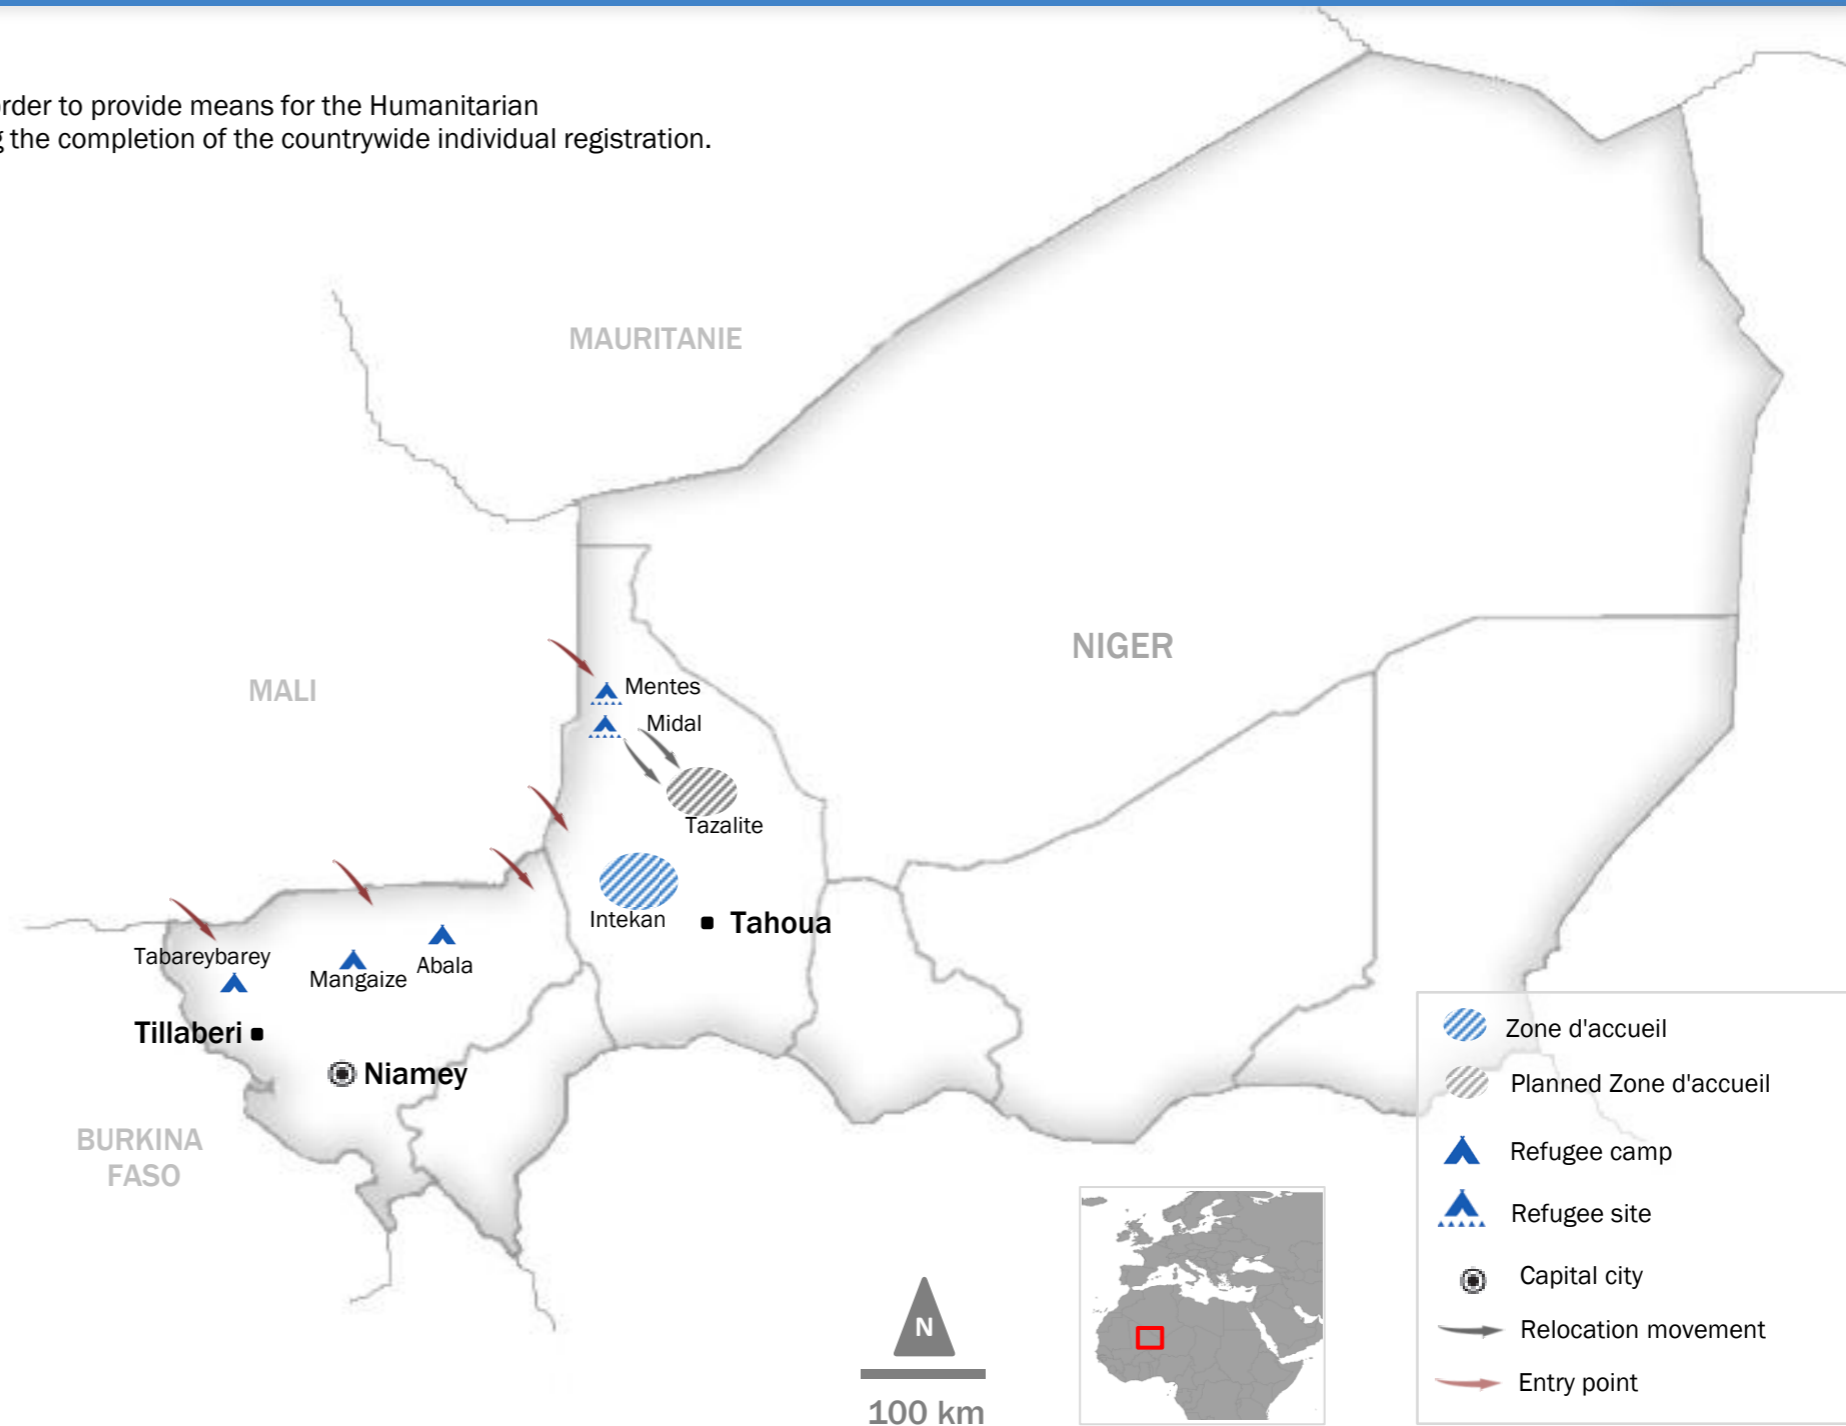 order to provide means for the Humanitarian
the completion of the countrywide individual registration.
MAURITANIE
NIGER
MALI
Mentes
Midal
Tazalite
Intekan
Tahoua
Tabareybarey
Mangaize
Abala
Tillaberi
Niamey
BURKINA
FASO
Zone d'accueil
Planned Zone d'accueil
Refugee camp
Refugee site
Capital city
Relocation movement
Entry point
N
100 km